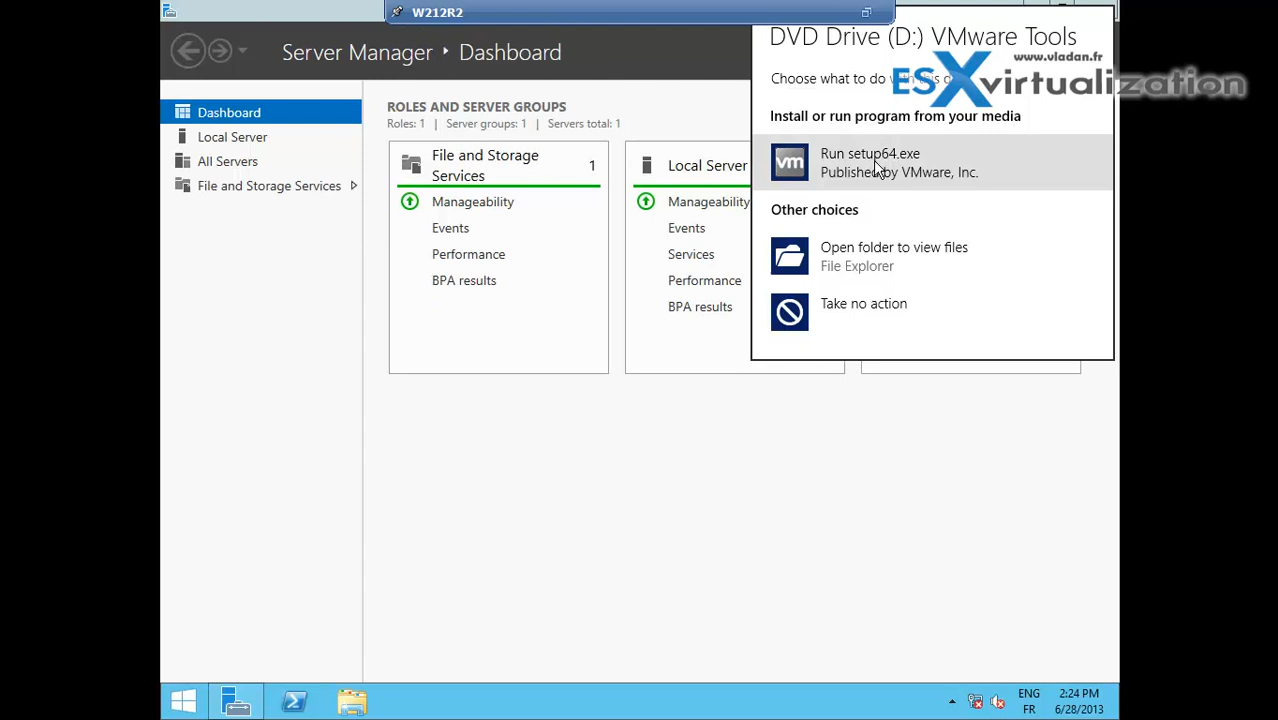 W212R2
Server Manager ‣ Dashboard
Dashboard
Local Server
All Servers
File and Storage Services
ROLES AND SERVER GROUPS
Roles: 1 | Server groups: 1 | Servers total: 1
File and Storage
Services
1
Manageability
Events
Performance
BPA results
Local Server
Manageability
Events
Services
Performance
BPA results
DVD Drive (D:) VMware Tools
www.vladan.fr
ESXvirtualization
Choose what to do with this
Install or run program from your media
vm
Run setup64.exe
Published by VMware, Inc.
Other choices
Open folder to view files
File Explorer
Take no action
ENG
FR
2:24 PM
6/28/2013